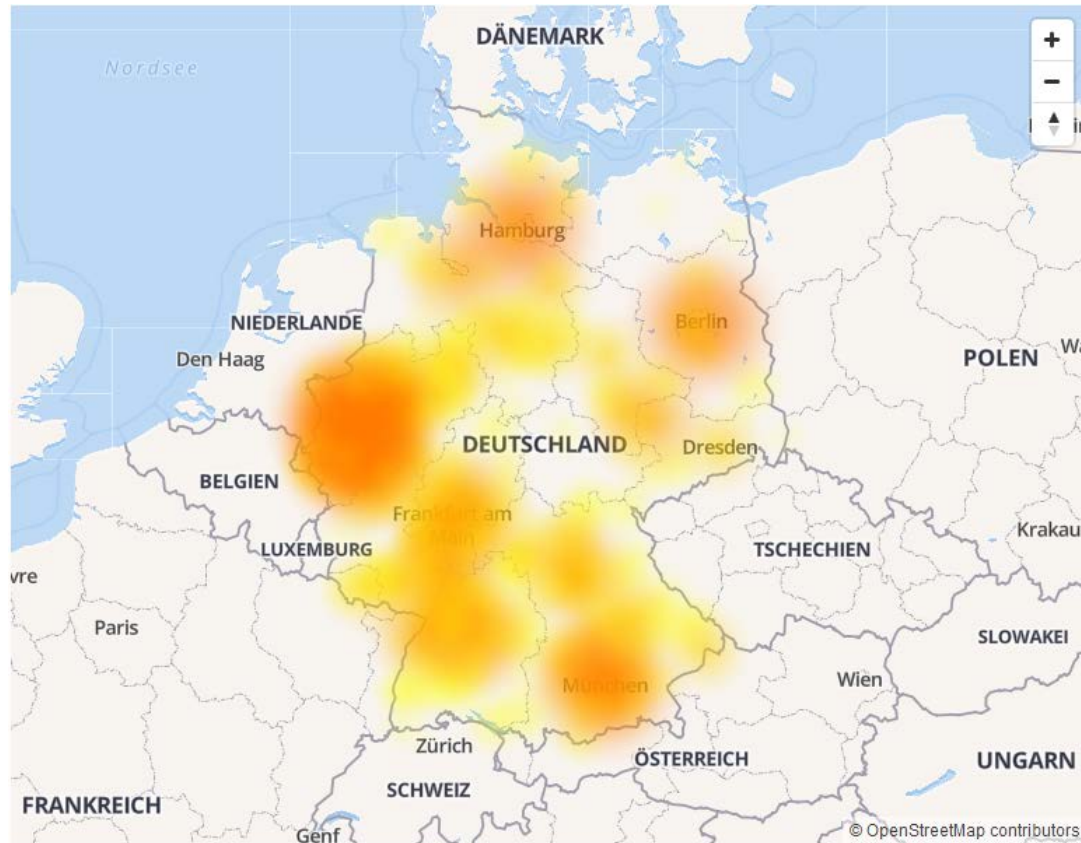 DÄNEMARK
Nordsee
+
−
Hamburg
NIEDERLANDE
Berlin
Den Haag
POLEN
DEUTSCHLAND
Dresden
BELGIEN
Frankfurt am
Main
Krakau
LUXEMBURG
TSCHECHIEN
vre
Paris
SLOWAKEI
Wien
München
Zürich
ÖSTERREICH
UNGARN
SCHWEIZ
FRANKREICH
Genf
© OpenStreetMap contributors